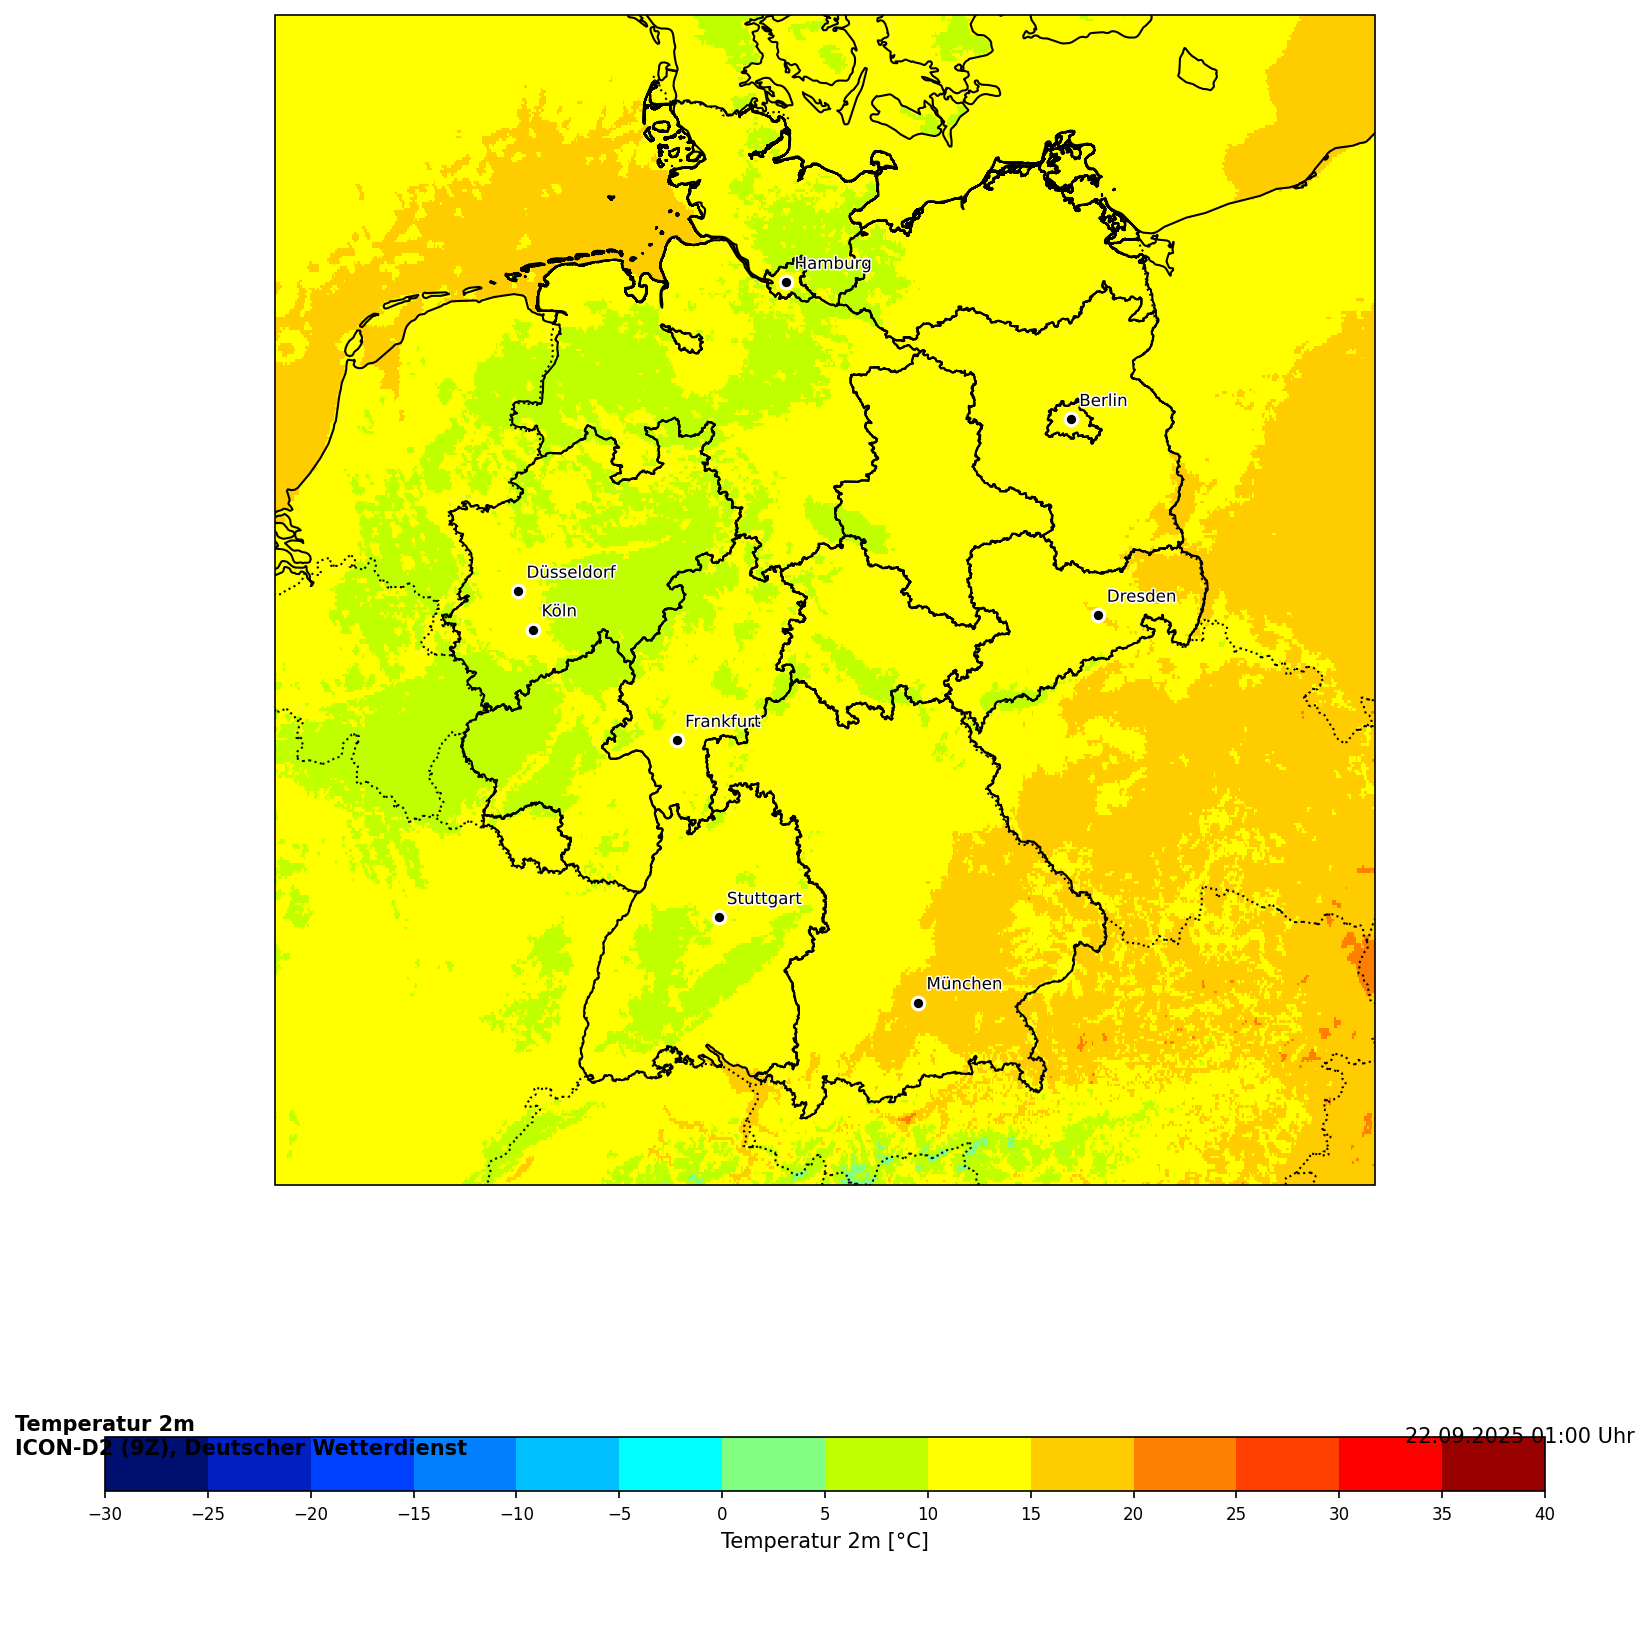 Hamburg
Berlin
Düsseldorf
Köln
Dresden
Frankfurt
Stuttgart
München
Temperatur 2m
ICON-D2 (9Z), Deutscher Wetterdienst
22.09.2025 01:00 Uhr
−30 −25 −20 −15 −10 −5 0 5 10 15 20 25 30 35 40
Temperatur 2m [°C]